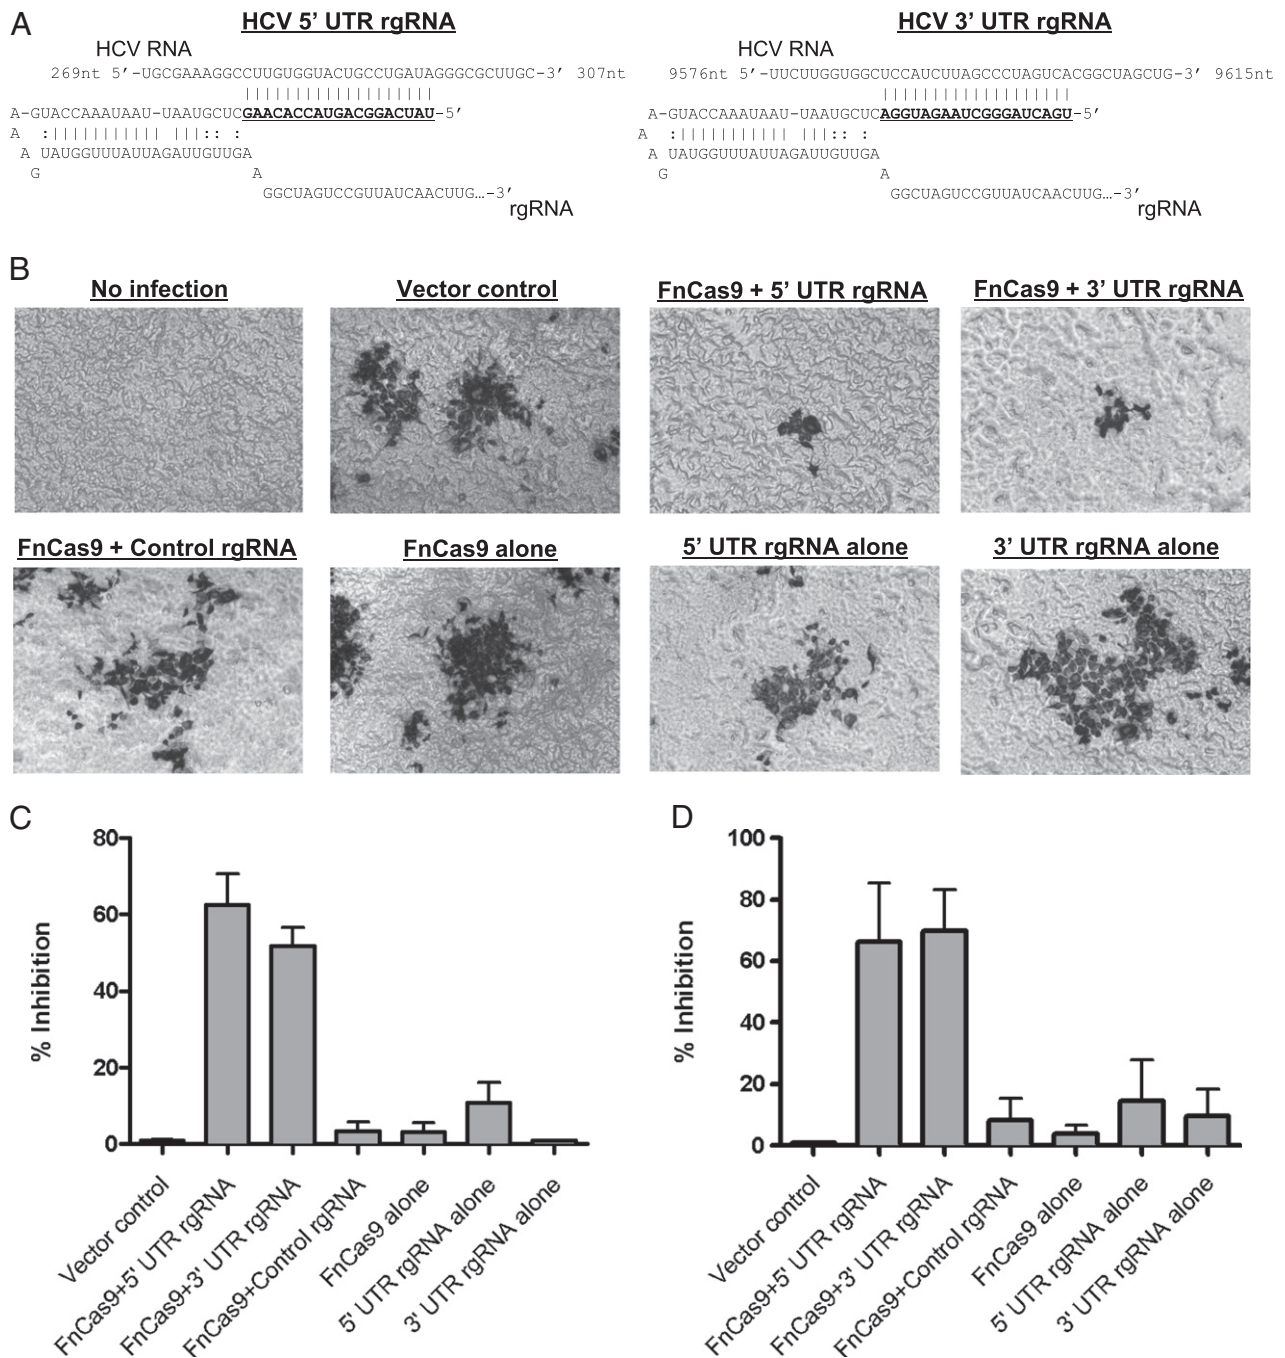 A
HCV 5’ UTR rgRNA
HCV RNA
269nt 5’-UGCGAAAGGCCUUGUGGUACUGCCUGAUAGGGCGCUUGC-3’ 307nt
A-GUACCAAAUAAU-UAAUGCUCGAACACCAUGACGGACUAU-5’
A :||||||||||| |||:: :
A UAUGGUUUAUUAGAUUGUUGA
G A
GGCUAGUCCGUUAUCAACUUG…-3’
rgRNA
HCV 3’ UTR rgRNA
HCV RNA
9576nt 5’-UUCUUGGUGGCUCCAUCUUAGCCCUAGUCACGGCUAGCUG-3’ 9615nt
A-GUACCAAAUAAU-UAAUGCUCAGGUAGAAUCGGGAUCAGU-5’
A :||||||||||| |||:: :
A UAUGGUUUAUUAGAUUGUUGA
G A
GGCUAGUCCGUUAUCAACUUG…-3’
rgRNA
B
No infection
Vector control
FnCas9 + 5’ UTR rgRNA
FnCas9 + 3’ UTR rgRNA
FnCas9 + Control rgRNA
FnCas9 alone
5’ UTR rgRNA alone
3’ UTR rgRNA alone
C
% Inhibition
80
60
40
20
0
Vector control
FnCas9+5' UTR rgRNA
FnCas9+3' UTR rgRNA
FnCas9+Control rgRNA
FnCas9 alone
5' UTR rgRNA alone
3' UTR rgRNA alone
D
% Inhibition
100
80
60
40
20
0
Vector control
FnCas9+5' UTR rgRNA
FnCas9+3' UTR rgRNA
FnCas9+Control rgRNA
FnCas9 alone
5' UTR rgRNA alone
3' UTR rgRNA alone